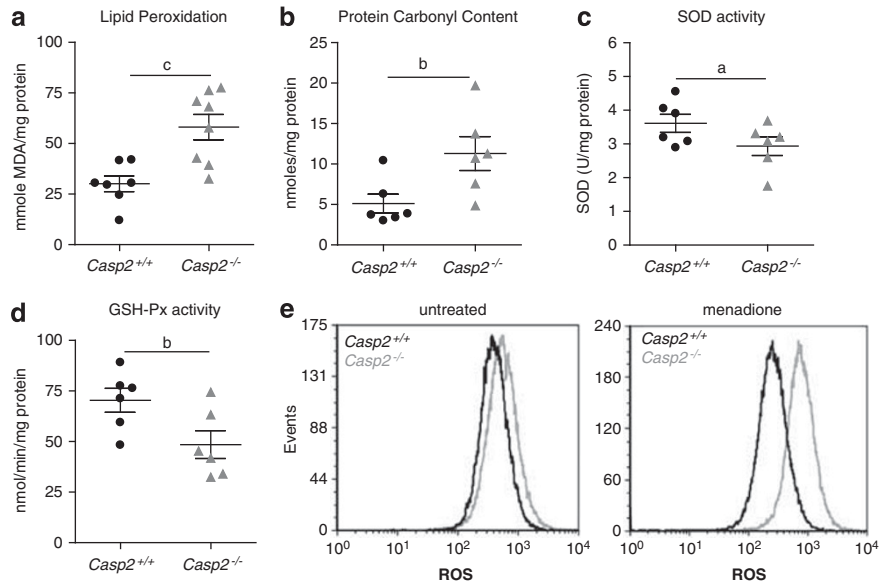 a Lipid Peroxidation
mmole MDA/mg protein
100
75
50
25
0
c
Casp2+/+ Casp2-/-
b Protein Carbonyl Content
nmoles/mg protein
25
20
15
10
5
0
b
Casp2+/+ Casp2-/-
c SOD activity
SOD (U/mg protein)
6
5
4
3
2
1
0
a
Casp2+/+ Casp2-/-
d GSH-Px activity
nmol/min/mg protein
100
75
50
25
0
b
Casp2+/+ Casp2-/-
e untreated
Events
175
131
88
44
0
Casp2+/+
Casp2-/-
100 101 102 103 104
ROS
menadione
240
180
120
60
0
Casp2+/+
Casp2-/-
100 101 102 103 104
ROS